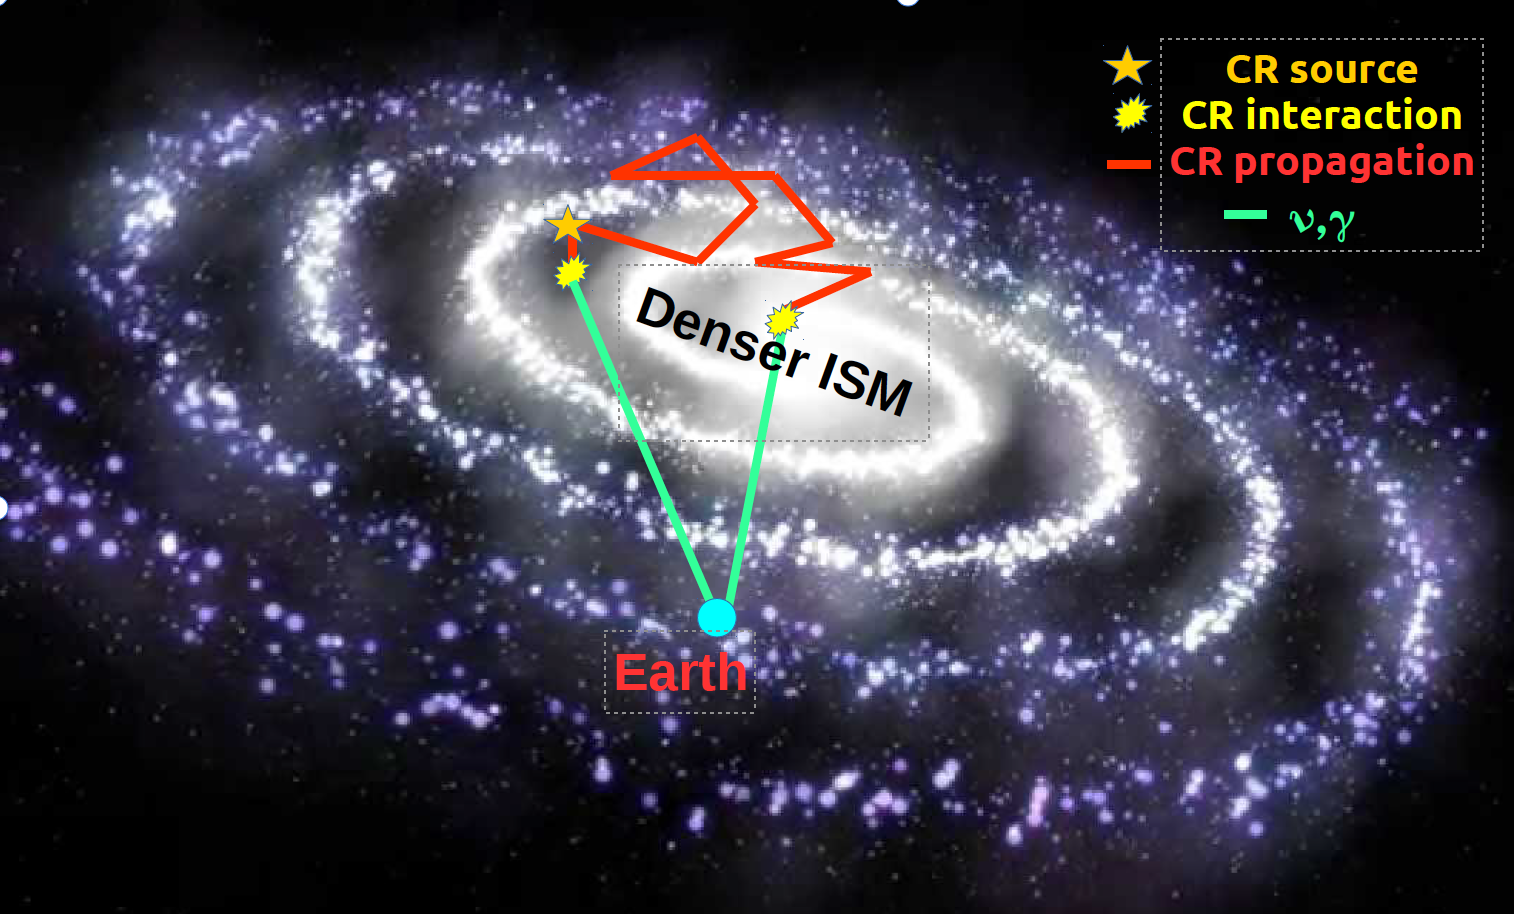 CR source
CR interaction
CR propagation
ν,γ
Denser ISM
Earth